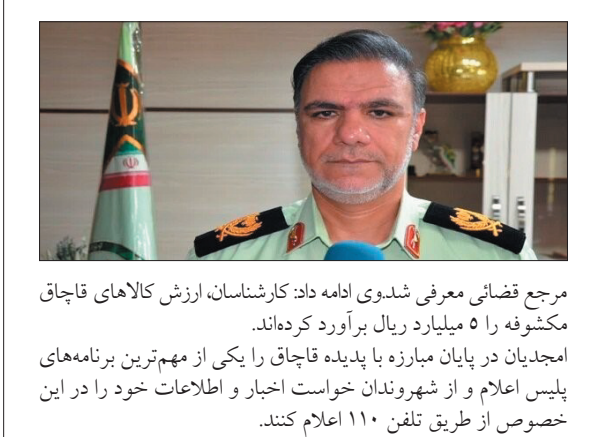 مرجع قضائی معرفی شد.وی ادامه داد: کارشناسان، ارزش کالاهای قاچاق
مکشوفه را ۵ میلیارد ریال برآورد کرده‌اند.
امجدیان در پایان مبارزه با پدیده قاچاق را یکی از مهم‌ترین برنامه‌های
پلیس اعلام و از شهروندان خواست اخبار و اطلاعات خود را در این
خصوص از طریق تلفن ۱۱۰ اعلام کنند.